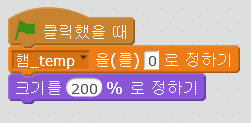 클릭했을 때
햄_temp 을(를) 0 로 정하기
크기를 200 % 로 정하기